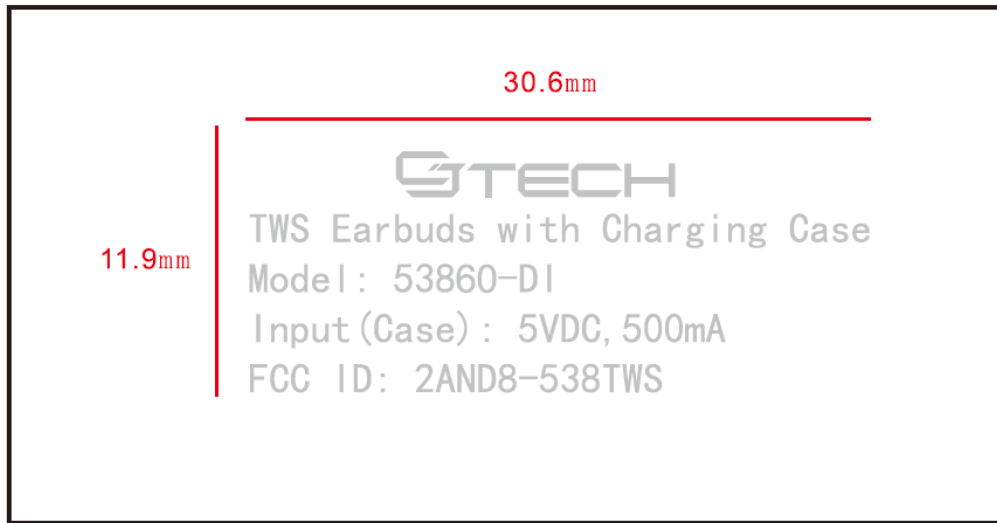 30.6mm
GTECH
TWS Earbuds with Charging Case
11.9mm
Model: 53860-DI
Input(Case): 5VDC,500mA
FCC ID: 2AND8-538TWS